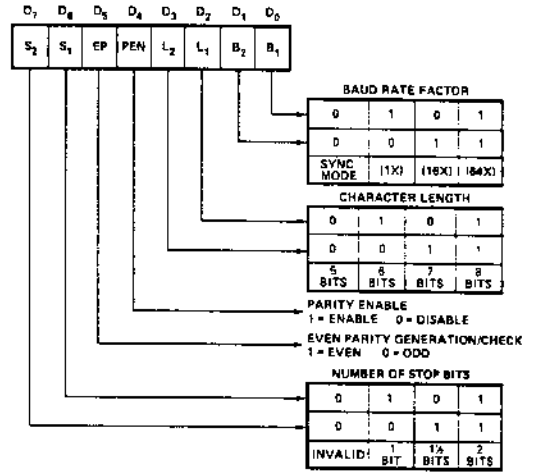 D7 D6 D5 D4 D3 D2 D1 D0
S2 S1 EP PEN L2 L1 B2 B1
BAUD RATE FACTOR
0 1 0 1
0 0 1 1
SYNC MODE (1X) (16X) (64X)
CHARACTER LENGTH
0 1 0 1
0 0 1 1
5 BITS 6 BITS 7 BITS 8 BITS
PARITY ENABLE
1 = ENABLE 0 = DISABLE
EVEN PARITY GENERATION/CHECK
1 = EVEN 0 = ODD
NUMBER OF STOP BITS
0 1 0 1
0 0 1 1
INVALID 1 BIT 1½ BITS 2 BITS